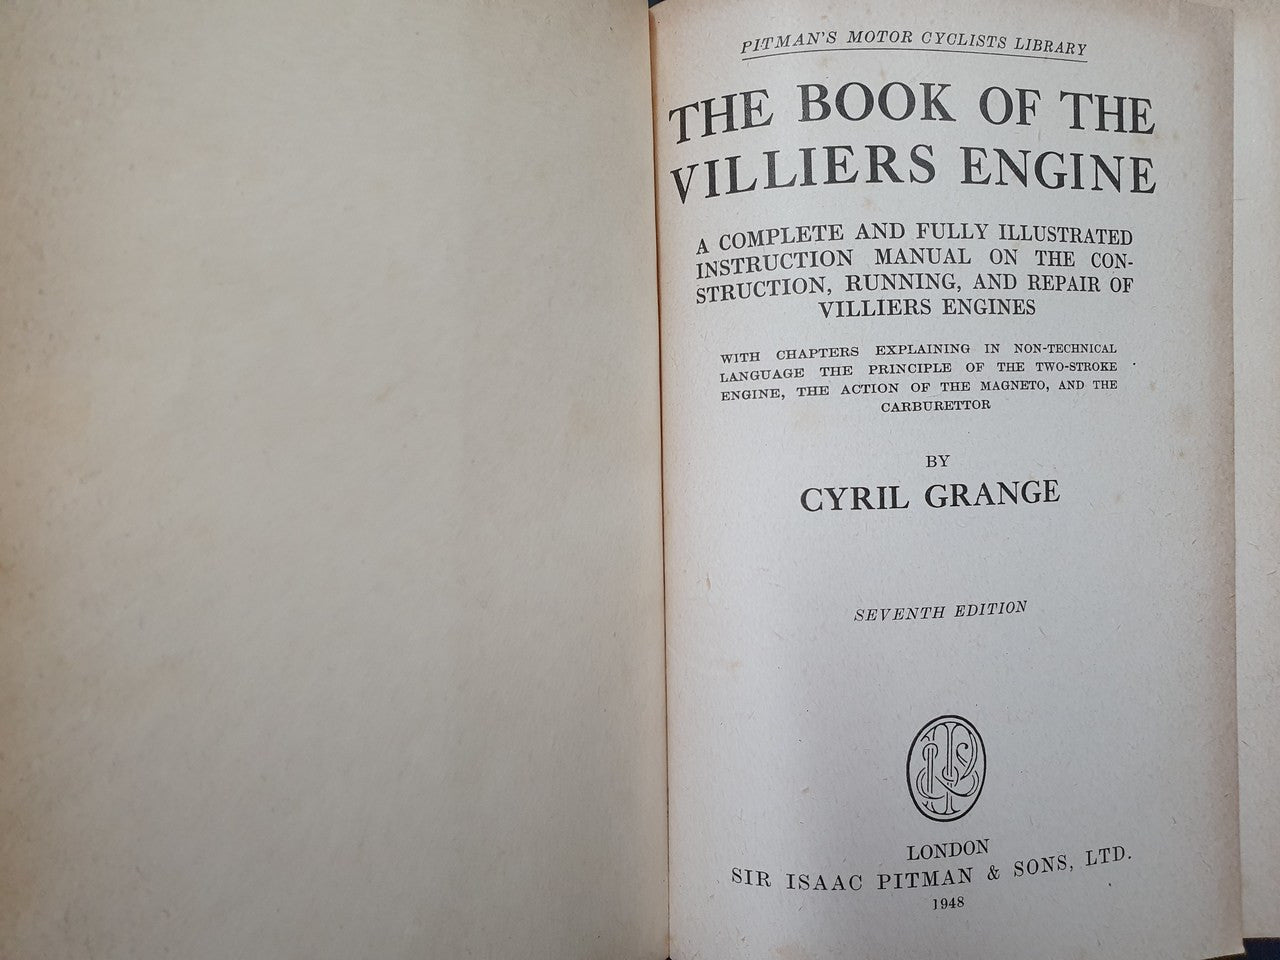 PITMAN'S MOTOR CYCLISTS LIBRARY
THE BOOK OF THE
VILLIERS ENGINE
A COMPLETE AND FULLY ILLUSTRATED
INSTRUCTION MANUAL ON THE CON-
STRUCTION, RUNNING, AND REPAIR OF
VILLIERS ENGINES
WITH CHAPTERS EXPLAINING IN NON-TECHNICAL
LANGUAGE THE PRINCIPLE OF THE TWO-STROKE
ENGINE, THE ACTION OF THE MAGNETO, AND THE
CARBURETTOR
BY
CYRIL GRANGE
SEVENTH EDITION
LONDON
SIR ISAAC PITMAN & SONS, LTD.
1948